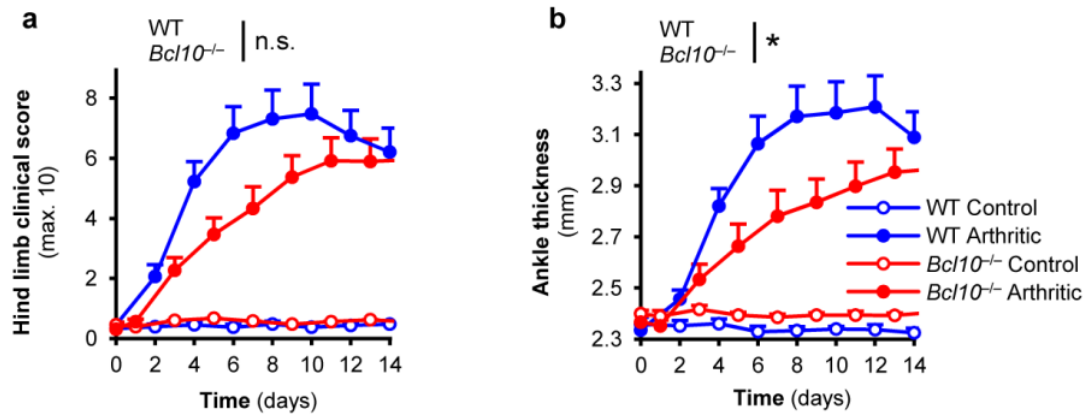 a
WT
Bcl10–/–
n.s.
Hind limb clinical score
(max. 10)
8
6
4
2
0
0 2 4 6 8 10 12 14
Time (days)
b
WT
Bcl10–/–
*
Ankle thickness
(mm)
3.3
3.1
2.9
2.7
2.5
2.3
0 2 4 6 8 10 12 14
Time (days)
WT Control
WT Arthritic
Bcl10–/– Control
Bcl10–/– Arthritic